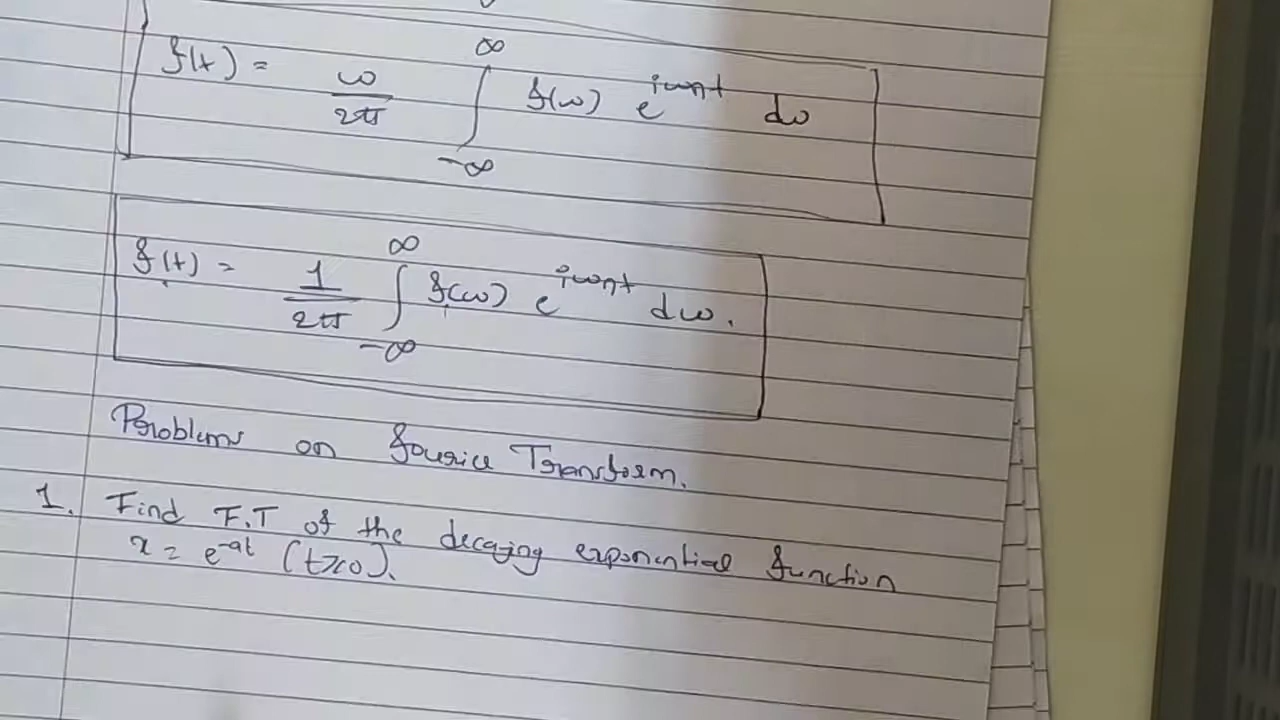 f(t) = ω/2π ∫_{-∞}^{∞} f(ω) e^{iωnt} dω
f(t) = 1/2π ∫_{-∞}^{∞} f(ω) e^{iωnt} dω.
Problems on Fourier Transform.
1. Find F.T of the decaying exponential function
x = e^{-at} (t>0).